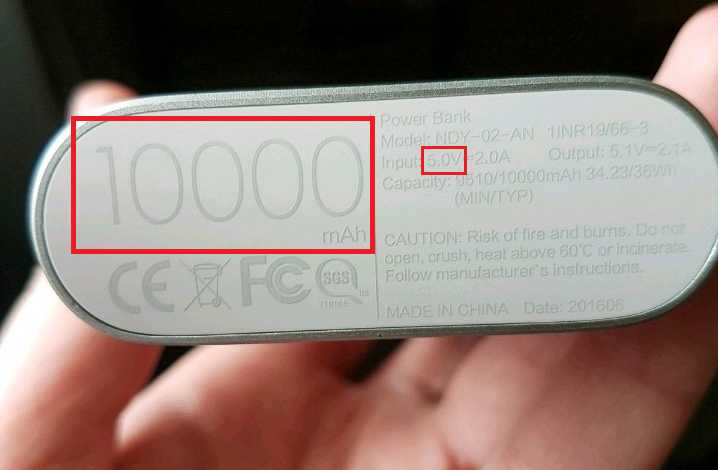 10000
mAh
CE FC SGS
Power Bank
Model: NDY-02-AN 1INR19/66-3
Input: 5.0V⎓2.0A Output: 5.1V⎓2.1A
Capacity: 9510/10000mAh 34.23/36Wh
(MIN/TYP)
CAUTION: Risk of fire and burns. Do not
open, crush, heat above 60℃ or incinerate.
Follow manufacturer's instructions.
MADE IN CHINA Date: 201606